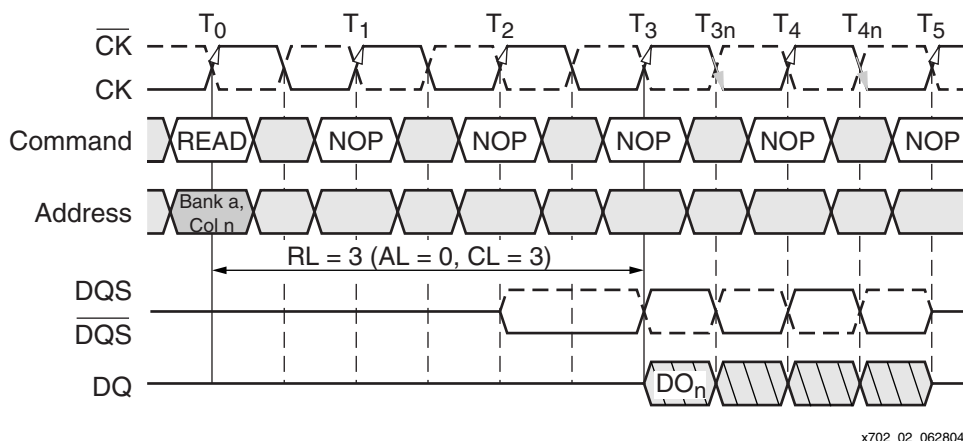 T0 T1 T2 T3 T3n T4 T4n T5
CK
CK
Command READ NOP NOP NOP NOP NOP
Address Bank a,
Col n
RL = 3 (AL = 0, CL = 3)
DQS
DQS
DQ DOn
x702_02_062804